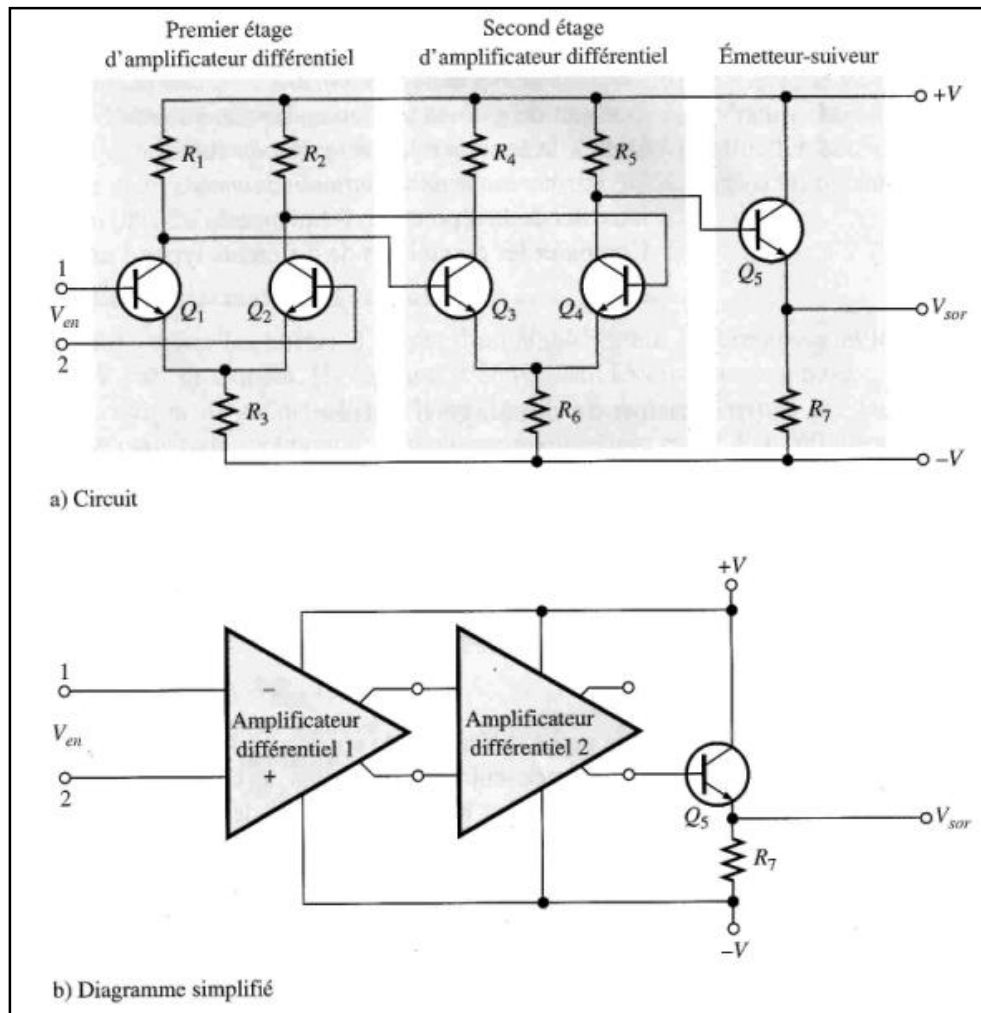 Premier étage
d'amplificateur différentiel
Second étage
d'amplificateur différentiel
Émetteur-suiveur
+V
R1
R2
R4
R5
Q5
1
Ven
2
Q1
Q2
Q3
Q4
Vsor
R3
R6
R7
−V
a) Circuit
+V
1
−
Ven
Amplificateur
différentiel 1
+
2
Amplificateur
différentiel 2
Q5
Vsor
R7
−V
b) Diagramme simplifié